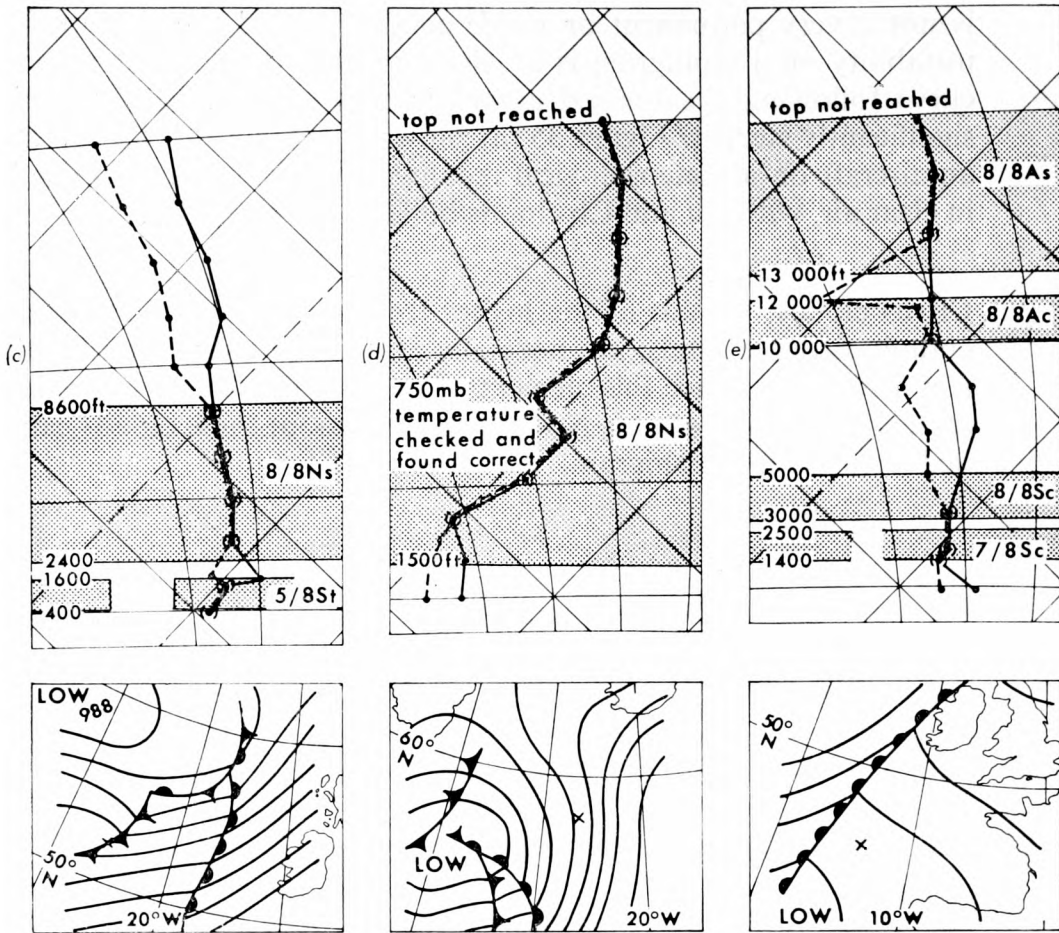 (c)
8600ft
8/8Ns
2400
1600
5/8St
400
(d)
top not reached
750mb
temperature
checked and
found correct
8/8Ns
1500ft
(e)
top not reached
8/8As
13 000ft
12 000
8/8Ac
10 000
5000
8/8Sc
3000
2500
7/8Sc
1400
LOW
988
50°
N
20°W
60°
N
LOW
20°W
50°
N
LOW
10°W